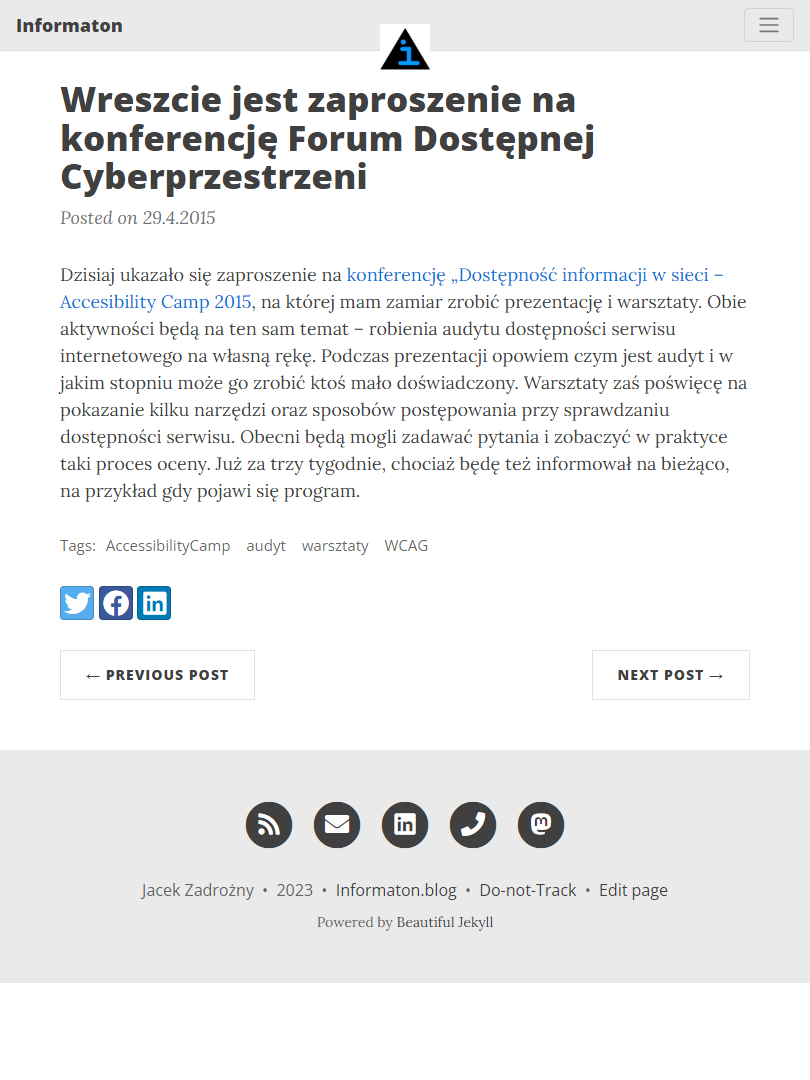 Informaton
i
Wreszcie jest zaproszenie na
konferencję Forum Dostępnej
Cyberprzestrzeni
Posted on 29.4.2015
Dzisiaj ukazało się zaproszenie na konferencję „Dostępność informacji w sieci –
Accesibility Camp 2015, na której mam zamiar zrobić prezentację i warsztaty. Obie
aktywności będą na ten sam temat – robienia audytu dostępności serwisu
internetowego na własną rękę. Podczas prezentacji opowiem czym jest audyt i w
jakim stopniu może go zrobić ktoś mało doświadczony. Warsztaty zaś poświęcę na
pokazanie kilku narzędzi oraz sposobów postępowania przy sprawdzaniu
dostępności serwisu. Obecni będą mogli zadawać pytania i zobaczyć w praktyce
taki proces oceny. Już za trzy tygodnie, chociaż będę też informował na bieżąco,
na przykład gdy pojawi się program.
Tags: AccessibilityCamp audyt warsztaty WCAG
← PREVIOUS POST NEXT POST →
Jacek Zadrożny • 2023 • Informaton.blog • Do-not-Track • Edit page
Powered by Beautiful Jekyll